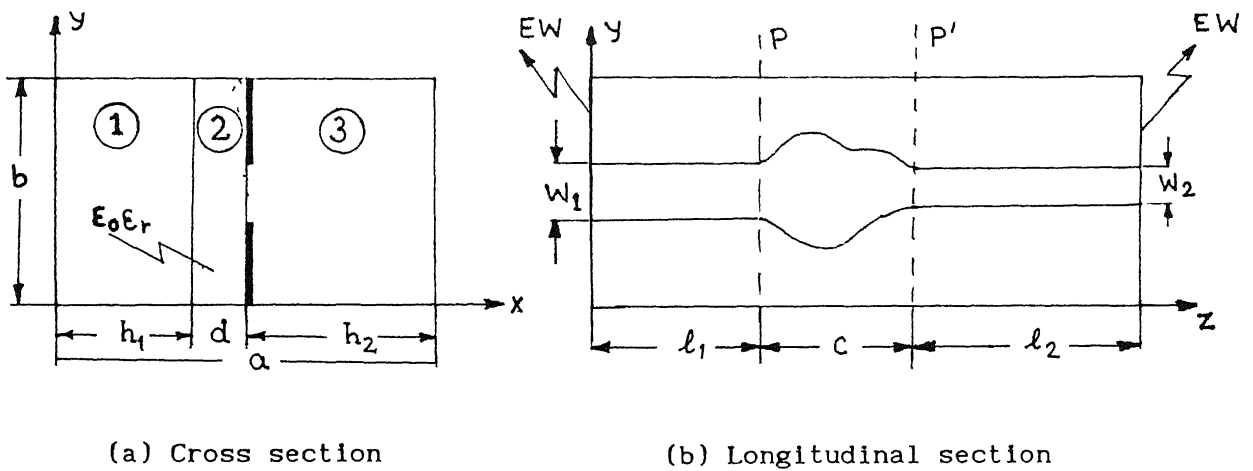 y
1
2
3
b
ε₀εᵣ
x
h₁
d
h₂
a
(a) Cross section
EW
y
P
P'
EW
W₁
W₂
z
l₁
c
l₂
(b) Longitudinal section